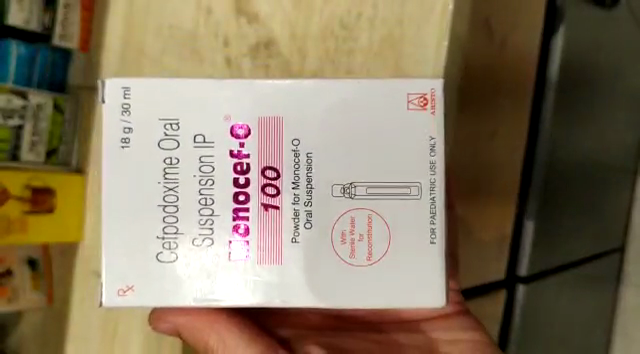 Rx
18 g / 30 ml
Cefpodoxime Oral
Suspension IP
Monocef-O®
100
Powder for Monocef-O
Oral Suspension
With
Sterile Water
for
Reconstitution
FOR PAEDIATRIC USE ONLY
ARISTO